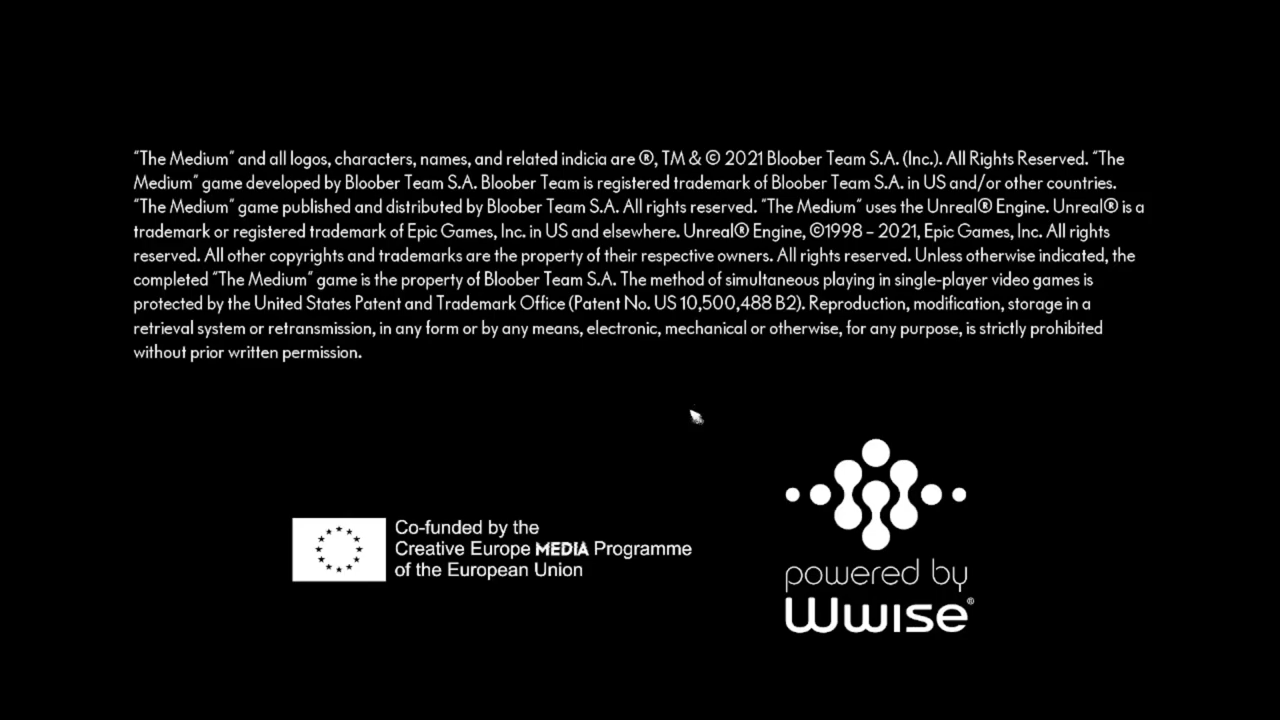 "The Medium" and all logos, characters, names, and related indicia are ®, TM & © 2021 Bloober Team S.A. (Inc.). All Rights Reserved. "The
Medium" game developed by Bloober Team S.A. Bloober Team is registered trademark of Bloober Team S.A. in US and/or other countries.
"The Medium" game published and distributed by Bloober Team S.A. All rights reserved. "The Medium" uses the Unreal® Engine. Unreal® is a
trademark or registered trademark of Epic Games, Inc. in US and elsewhere. Unreal® Engine, ©1998 – 2021, Epic Games, Inc. All rights
reserved. All other copyrights and trademarks are the property of their respective owners. All rights reserved. Unless otherwise indicated, the
completed "The Medium" game is the property of Bloober Team S.A. The method of simultaneous playing in single-player video games is
protected by the United States Patent and Trademark Office (Patent No. US 10,500,488 B2). Reproduction, modification, storage in a
retrieval system or retransmission, in any form or by any means, electronic, mechanical or otherwise, for any purpose, is strictly prohibited
without prior written permission.
Co-funded by the
Creative Europe MEDIA Programme
of the European Union
powered by
Wwise®